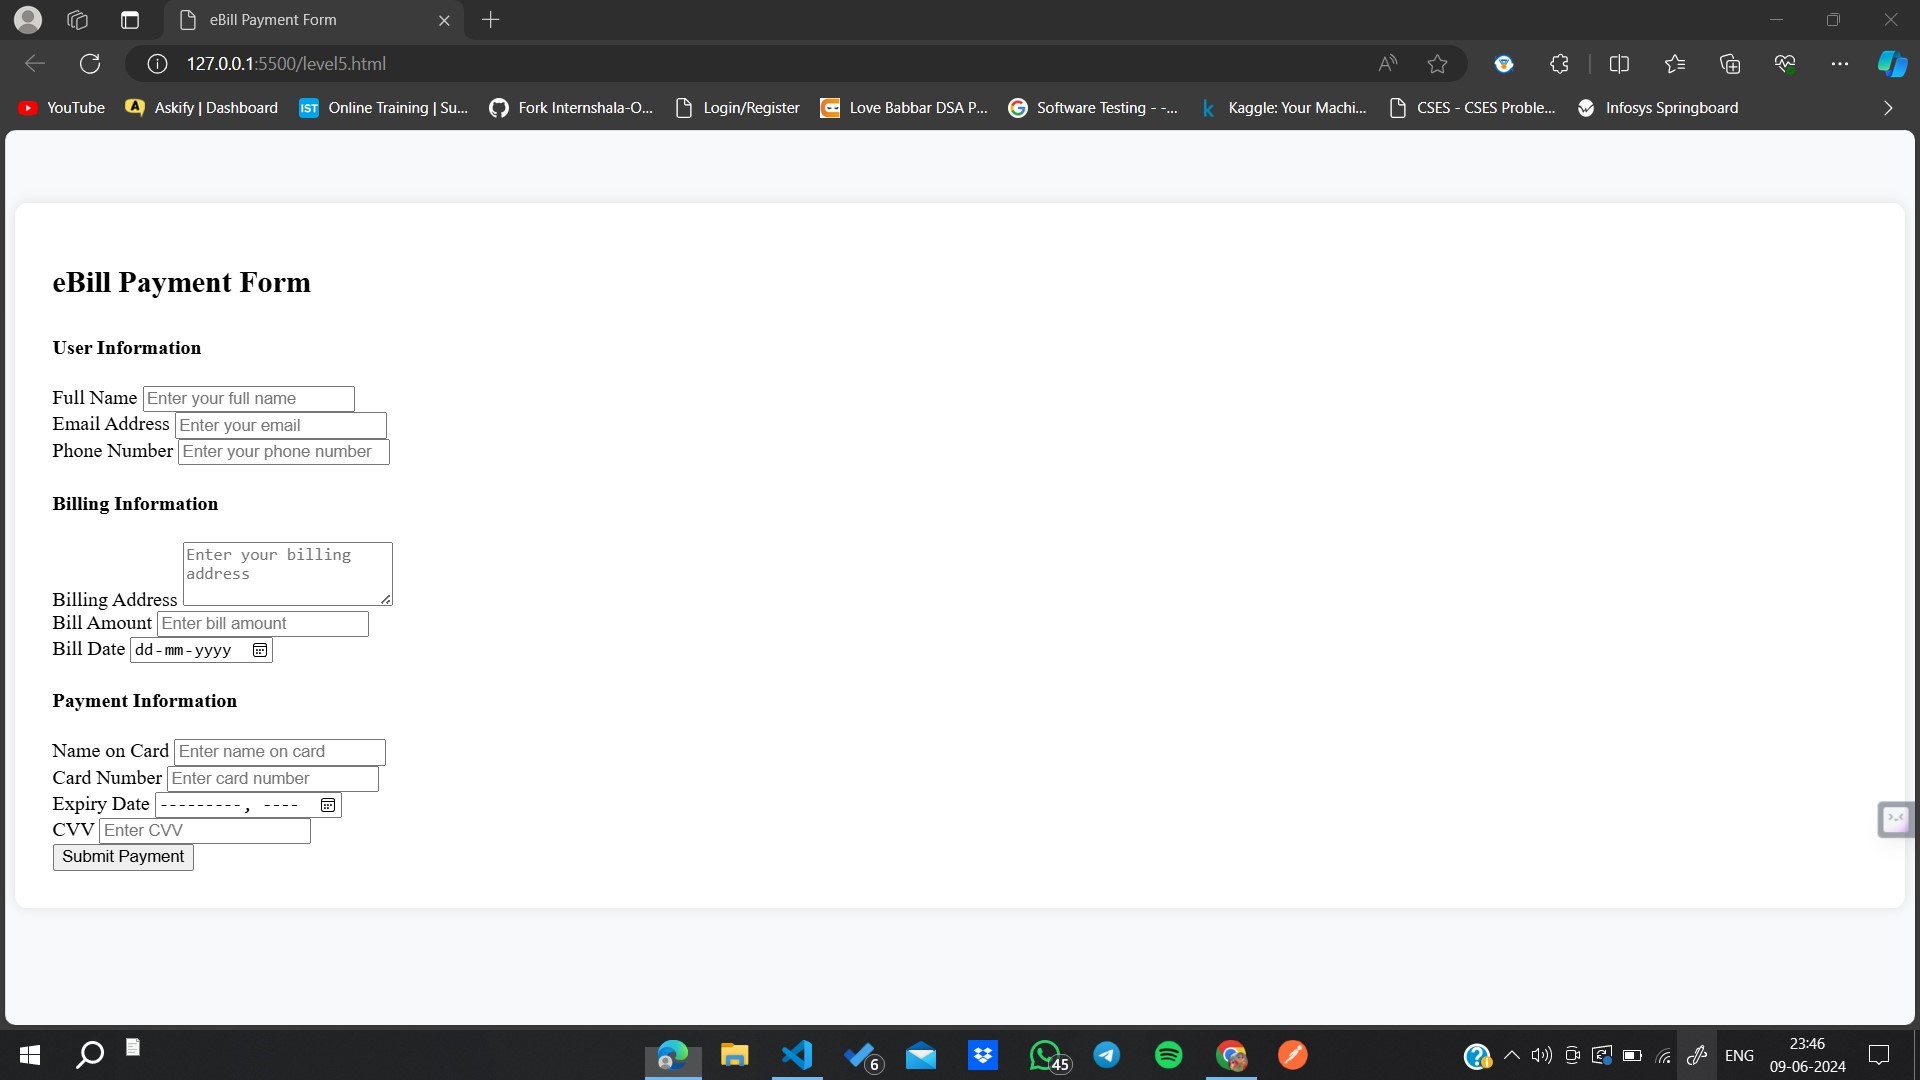 eBill Payment Form
127.0.0.1:5500/level5.html
YouTube Askify | Dashboard IST Online Training | Su... Fork Internshala-O... Login/Register Love Babbar DSA P... Software Testing - -... Kaggle: Your Machi... CSES - CSES Proble... Infosys Springboard
eBill Payment Form
User Information
Full Name Enter your full name
Email Address Enter your email
Phone Number Enter your phone number
Billing Information
Enter your billing
address
Billing Address
Bill Amount Enter bill amount
Bill Date dd-mm-yyyy
Payment Information
Name on Card Enter name on card
Card Number Enter card number
Expiry Date ---------, ----
CVV Enter CVV
Submit Payment
6 45 ENG 23:46
09-06-2024